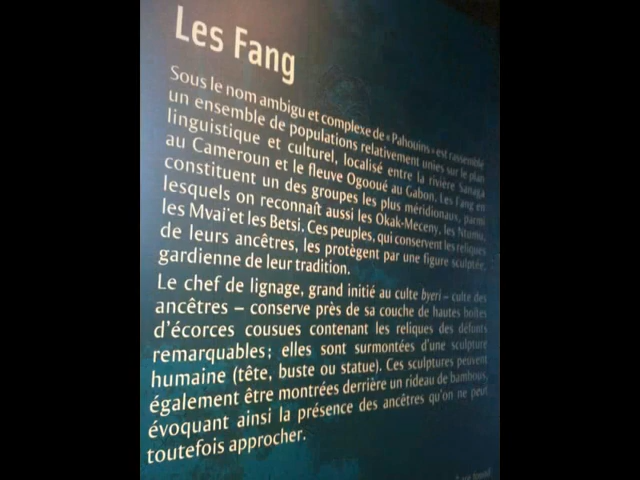 Les Fang
Sous le nom ambigu et complexe de « Pahouins » est rassemblé
un ensemble de populations relativement unies sur le plan
linguistique et culturel, localisé entre la rivière Sanaga
au Cameroun et le fleuve Ogooué au Gabon. Les Fang en
constituent un des groupes les plus méridionaux, parmi
lesquels on reconnaît aussi les Okak-Meceny, les Ntumu,
les Mvaï et les Betsi. Ces peuples, qui conservent les reliques
de leurs ancêtres, les protègent par une figure sculptée,
gardienne de leur tradition.
Le chef de lignage, grand initié au culte byeri – culte des
ancêtres – conserve près de sa couche de hautes boîtes
d'écorces cousues contenant les reliques des défunts
remarquables ; elles sont surmontées d'une sculpture
humaine (tête, buste ou statue). Ces sculptures peuvent
également être montrées derrière un rideau de bambous,
évoquant ainsi la présence des ancêtres qu'on ne peut
toutefois approcher.